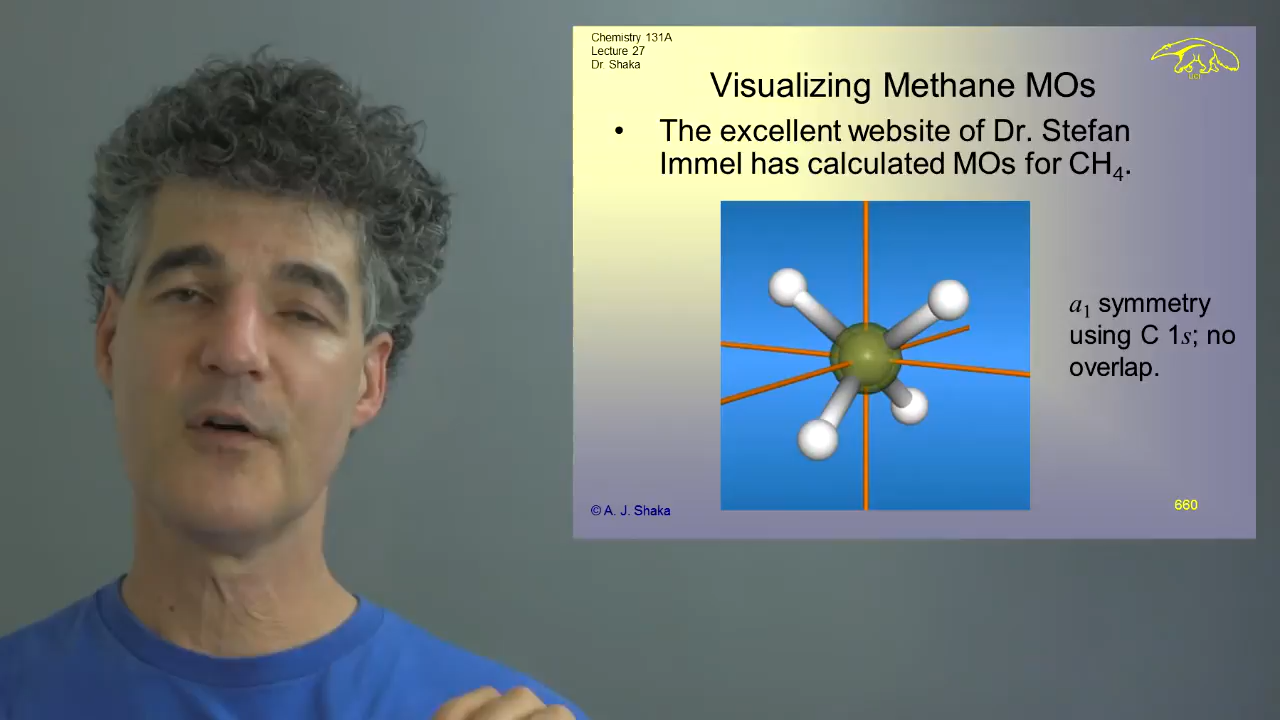 Chemistry 131A
Lecture 27
Dr. Shaka
UCI
Visualizing Methane MOs
• The excellent website of Dr. Stefan
Immel has calculated MOs for CH₄.
a₁ symmetry
using C 1s; no
overlap.
© A. J. Shaka
660